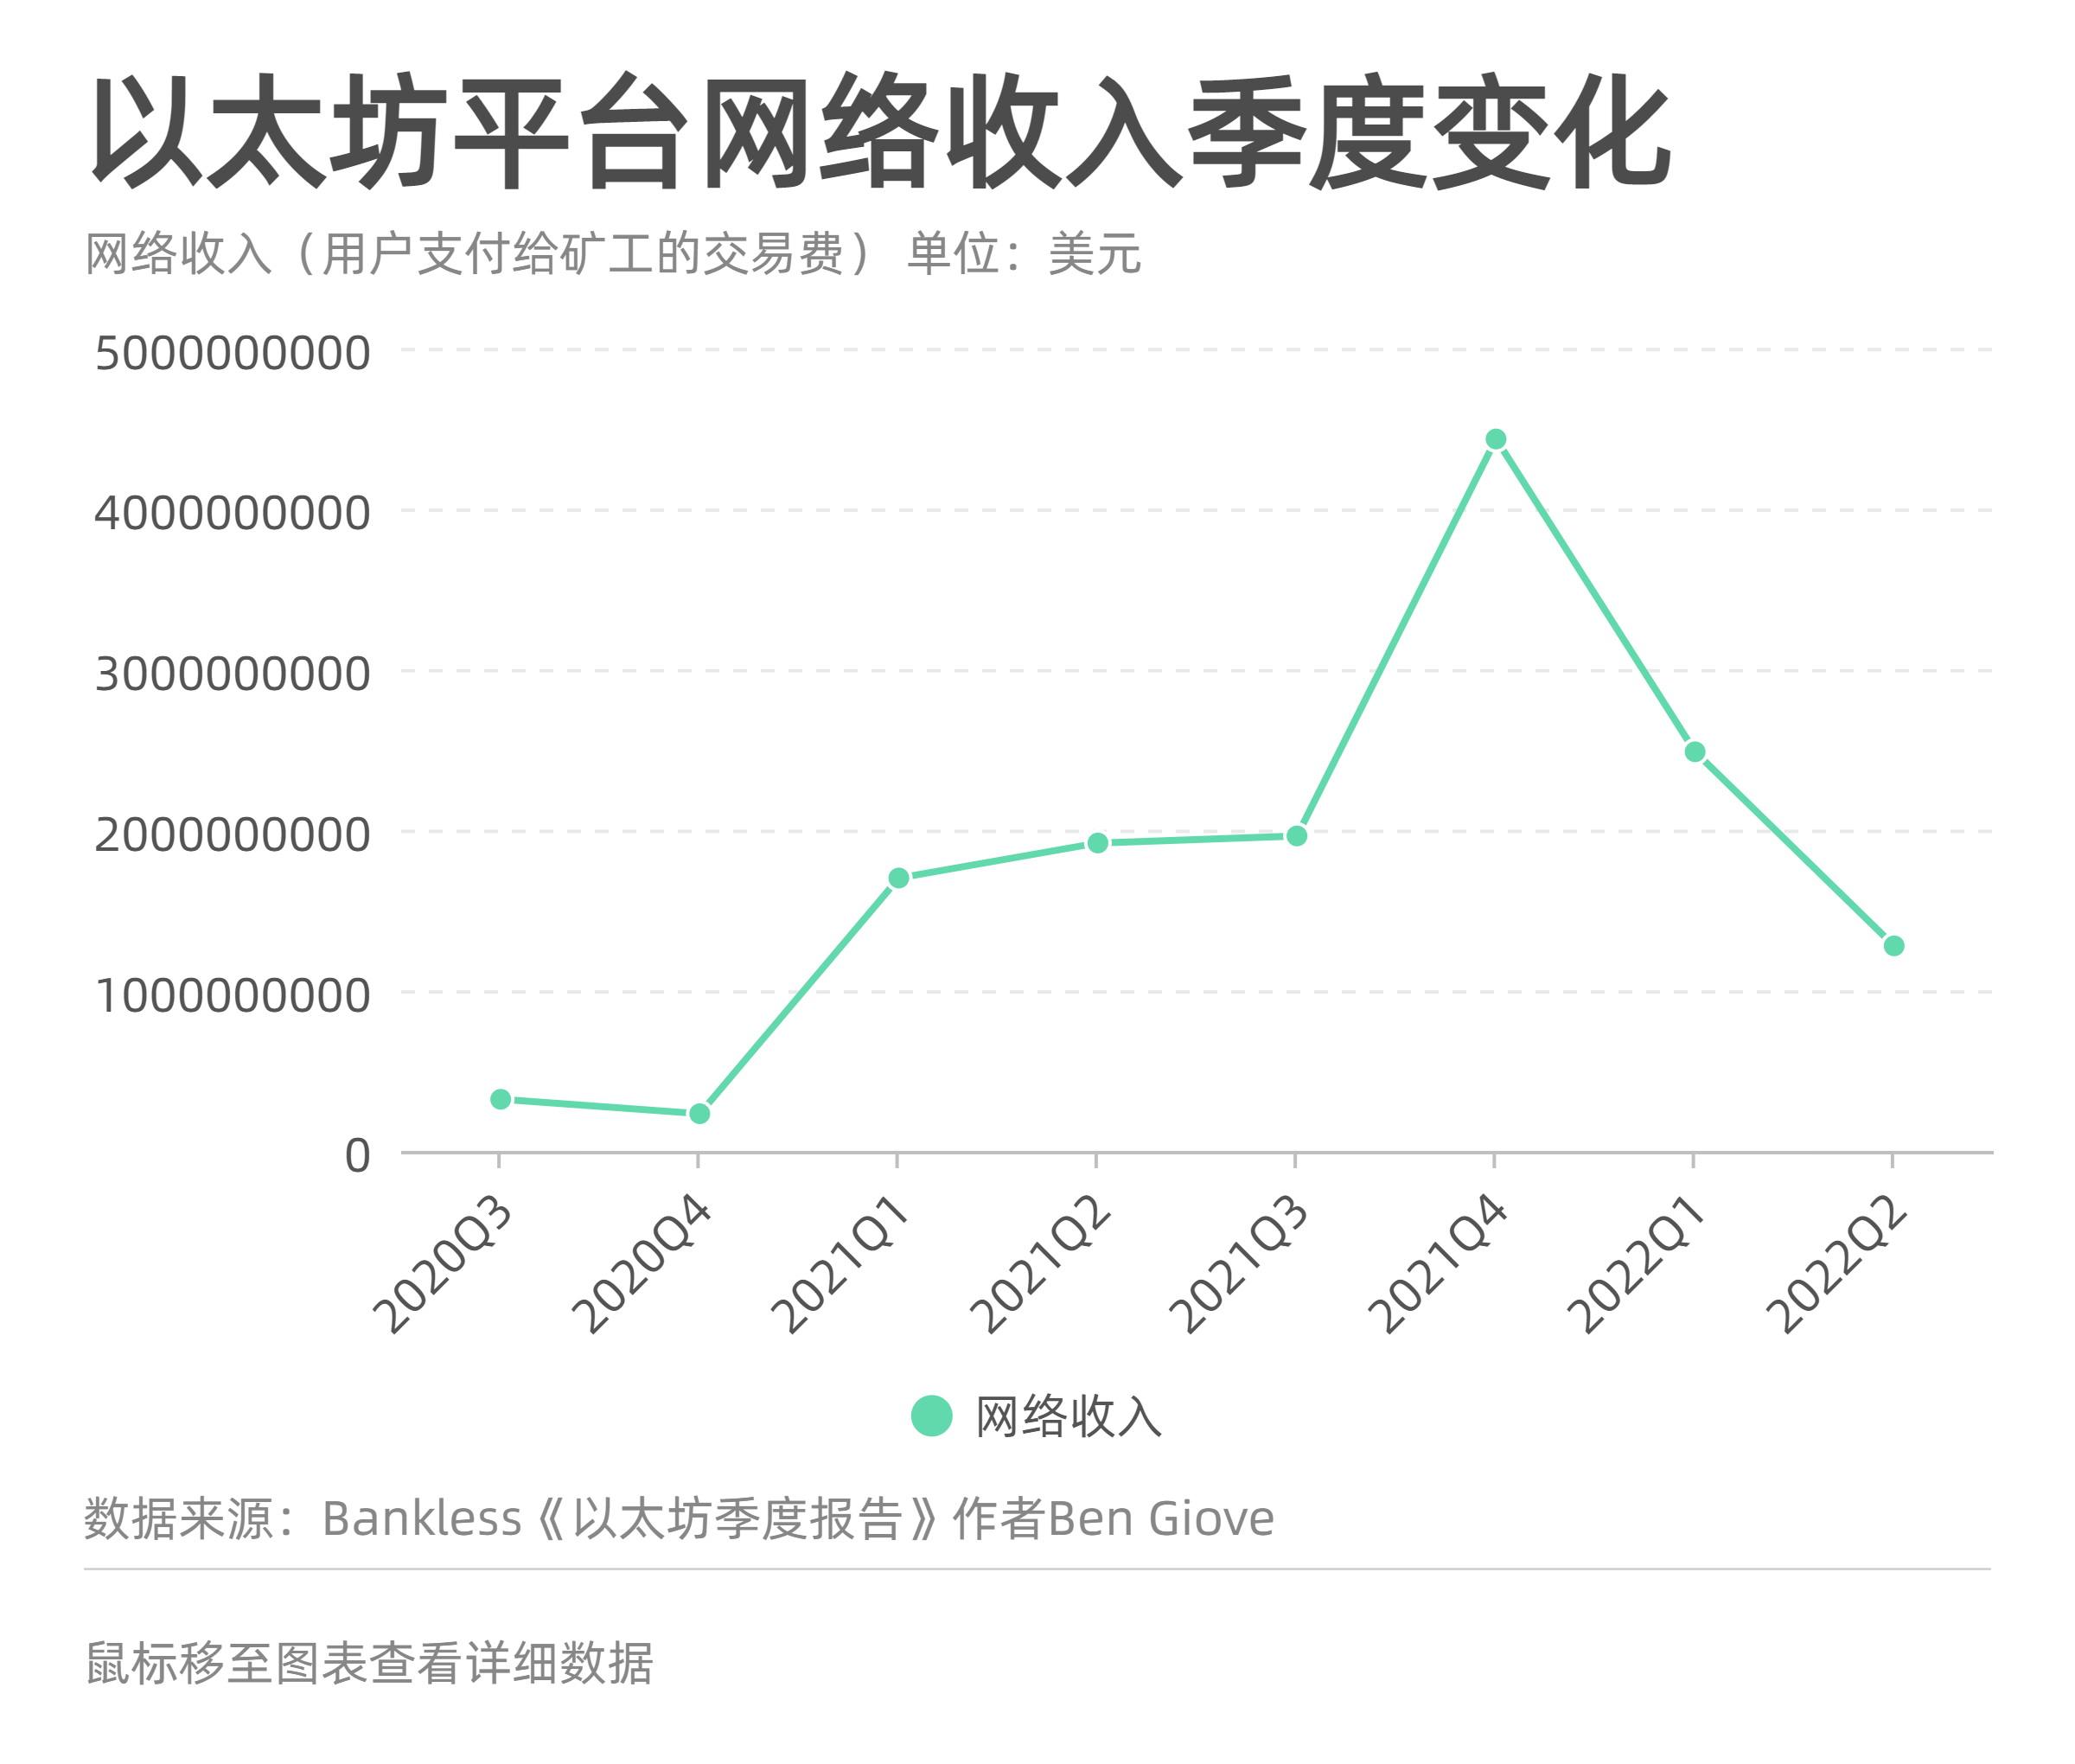 以太坊平台网络收入季度变化
网络收入（用户支付给矿工的交易费） 单位：美元
5000000000
4000000000
3000000000
2000000000
1000000000
0
2020Q3
2020Q4
2021Q1
2021Q2
2021Q3
2021Q4
2022Q1
2022Q2
网络收入
数据来源：Bankless《以太坊季度报告》作者Ben Giove
鼠标移至图表查看详细数据